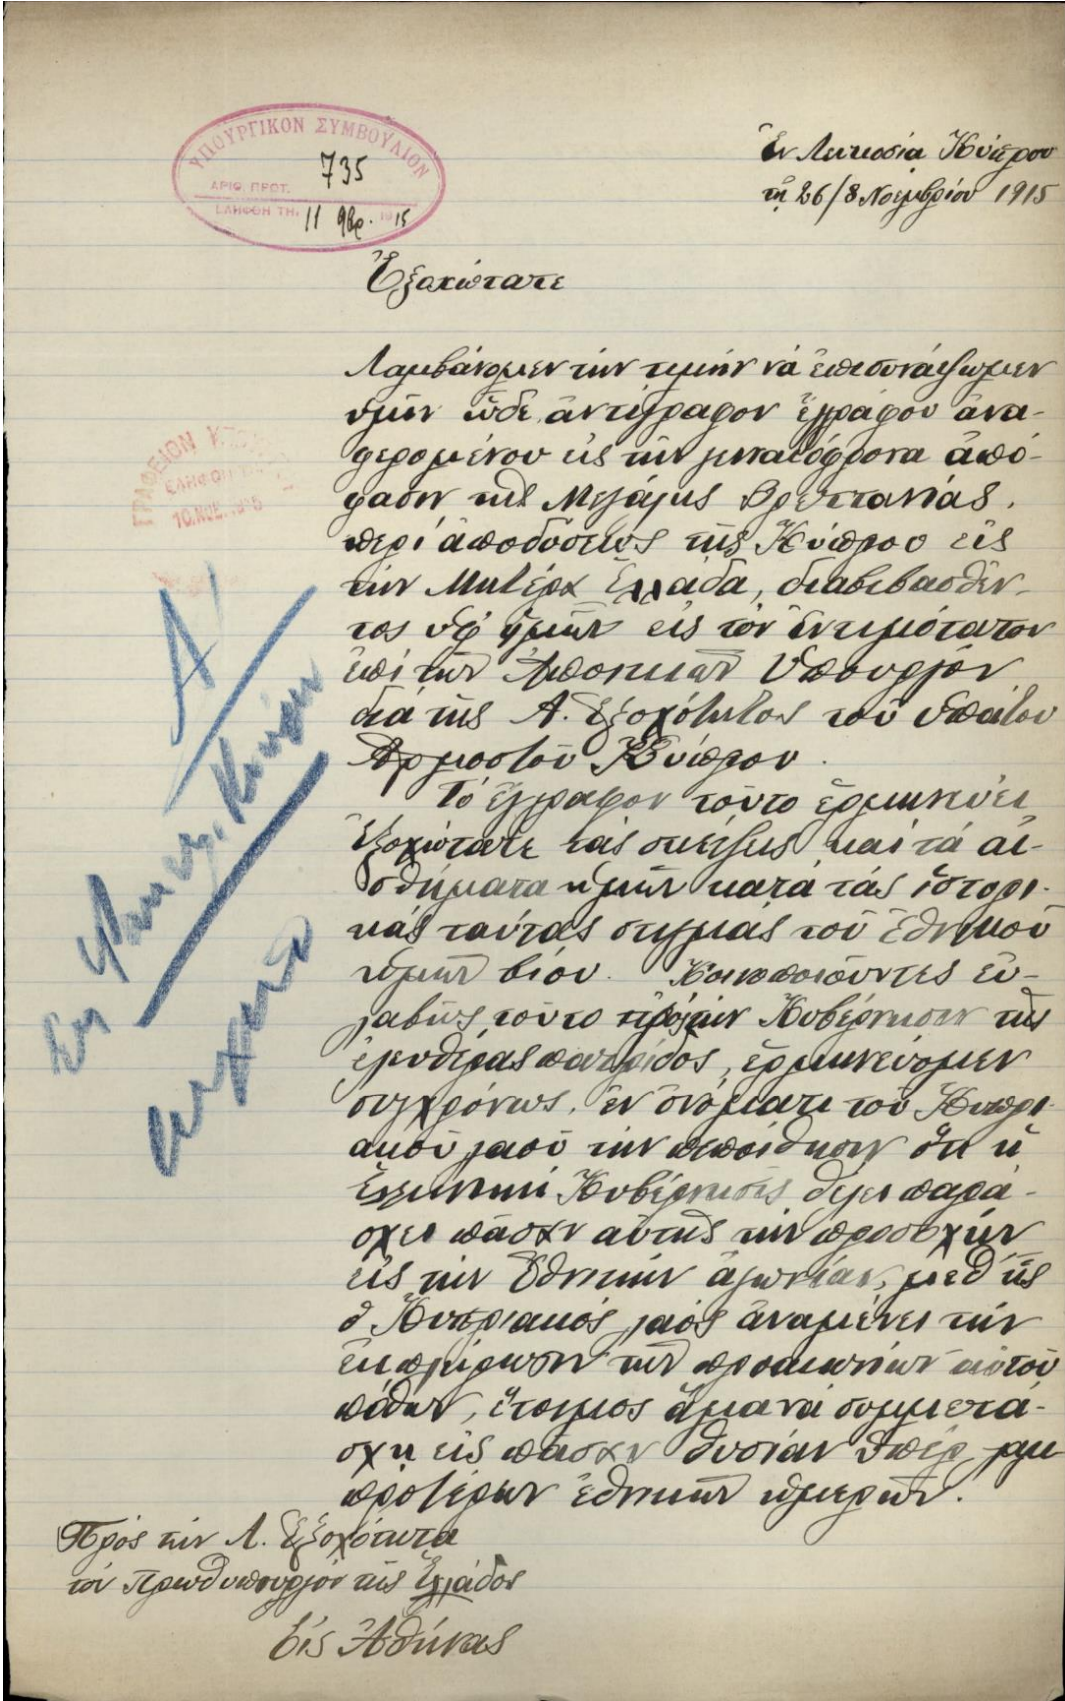 ΥΠΟΥΡΓΙΚΟΝ ΣΥΜΒΟΥΛΙΟΝ
ΑΡΙΘ. ΠΡΩΤ. 735
ΕΛΗΦΘΗ ΤΗ. 11 9βρ. 1915
Ἐν Λευκωσίᾳ Κύπρου
τῇ 26/8 Νοεμβρίου 1915
Ἐξοχώτατε
Λαμβάνομεν τὴν τιμὴν νὰ ἐπισυνάψωμεν
ὑμῖν ὧδε ἀντίγραφον ἐγγράφου ἀνα-
φερομένου εἰς τὴν μεγαλόφρονα ἀπό-
φασιν τῆς Μεγάλης Βρεττανίας
περὶ ἀποδόσεως τῆς Κύπρου εἰς
τὴν Μητέρα Ἑλλάδα, διαβιβασθέν-
τος ὑφ' ἡμῶν εἰς τὸν ἐντιμότατον
ἐπὶ τῶν Ἀποικιῶν Ὑπουργὸν
διὰ τῆς Α. Ἐξοχότητος τοῦ Ὑπάτου
Ἁρμοστοῦ Κύπρου.
Τὸ ἔγγραφον τοῦτο ἑρμηνεύει
Ἐξοχώτατε τὰς σκέψεις καὶ τὰ αἰ-
σθήματα ἡμῶν κατὰ τὰς ἱστορι-
κὰς ταύτας στιγμὰς τοῦ ἐθνικοῦ
ἡμῶν βίου. Κοινοποιοῦντες εὐ-
λαβῶς τοῦτο πρὸς τὴν Κυβέρνησιν τῆς
ἐλευθέρας πατρίδος, ἑρμηνεύομεν
συγχρόνως, ἐν ὀνόματι τοῦ Κυπρι-
ακοῦ λαοῦ τὴν πεποίθησιν ὅτι ἡ
Ἑλληνικὴ Κυβέρνησις θέλει παρά-
σχει πᾶσαν αὐτῆς τὴν προσοχὴν
εἰς τὴν ἐθνικὴν ἀγωνίαν, μεθ' ἧς
ὁ Κυπριακὸς λαὸς ἀναμένει τὴν
ἐκπλήρωσιν τῶν προαιωνίων αὐτοῦ
πόθων, ἕτοιμος ἅμα νὰ συμμετά-
σχῃ εἰς πᾶσαν θυσίαν ὑπὲρ λαμ
προτέρων ἐθνικῶν ἡμερῶν.
Πρὸς τὴν Α. Ἐξοχότητα
τὸν Πρωθυπουργὸν τῆς Ἑλλάδος
Εἰς Ἀθήνας